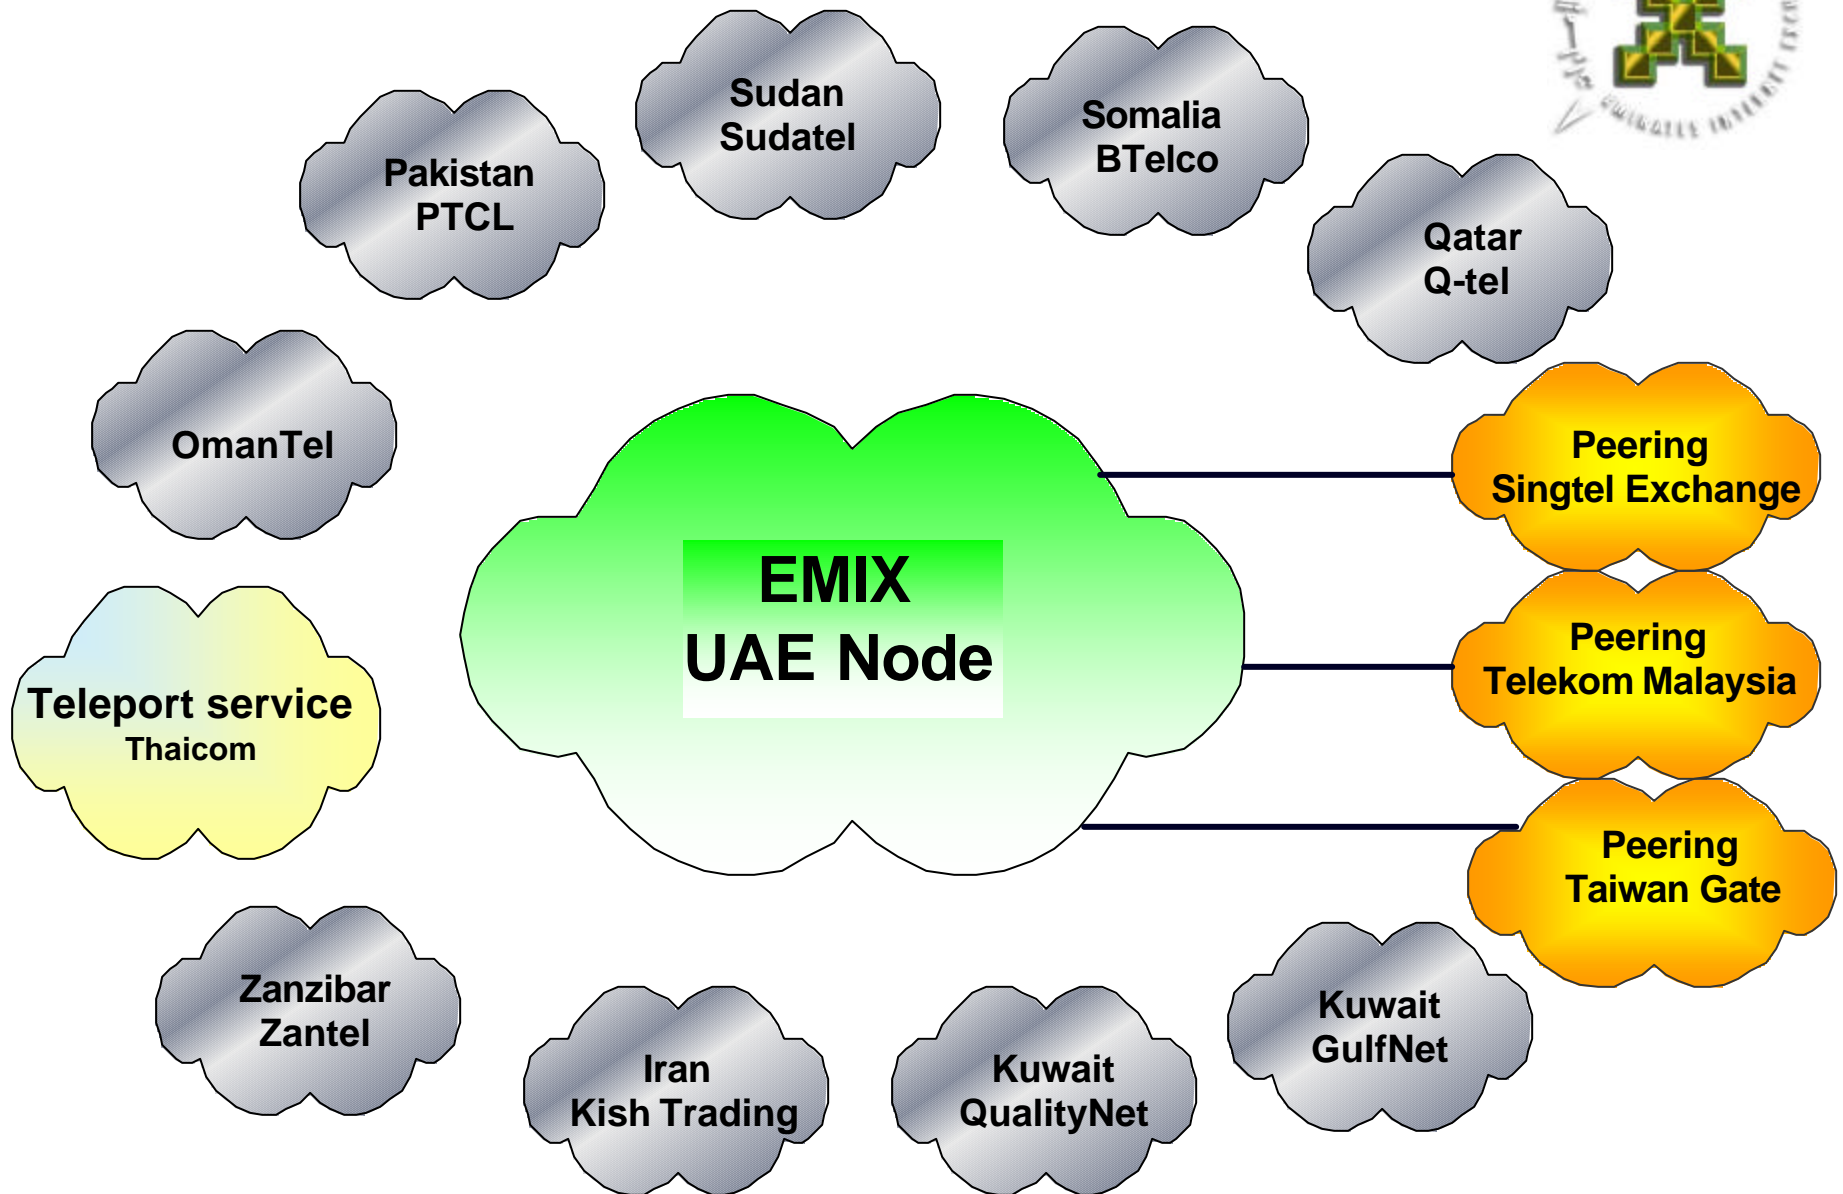 Sudan
Sudatel
Somalia
BTelco
Pakistan
PTCL
Qatar
Q-tel
OmanTel
Peering
Singtel Exchange
EMIX
UAE Node
Peering
Telekom Malaysia
Teleport service
Thaicom
Peering
Taiwan Gate
Zanzibar
Zantel
Kuwait
GulfNet
Iran
Kish Trading
Kuwait
QualityNet